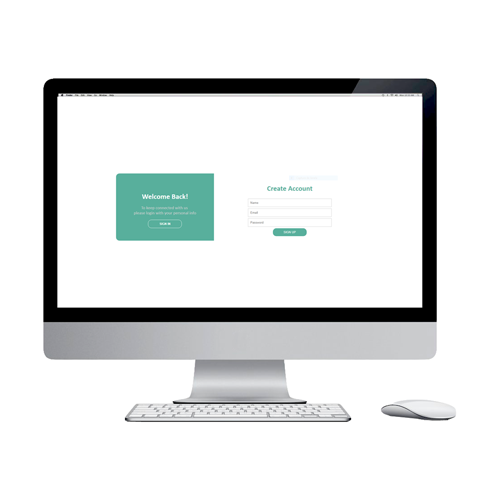 Welcome Back!
To keep connected with us
please login with your personal info
SIGN IN
Create Account
Name
Email
Password
SIGN UP